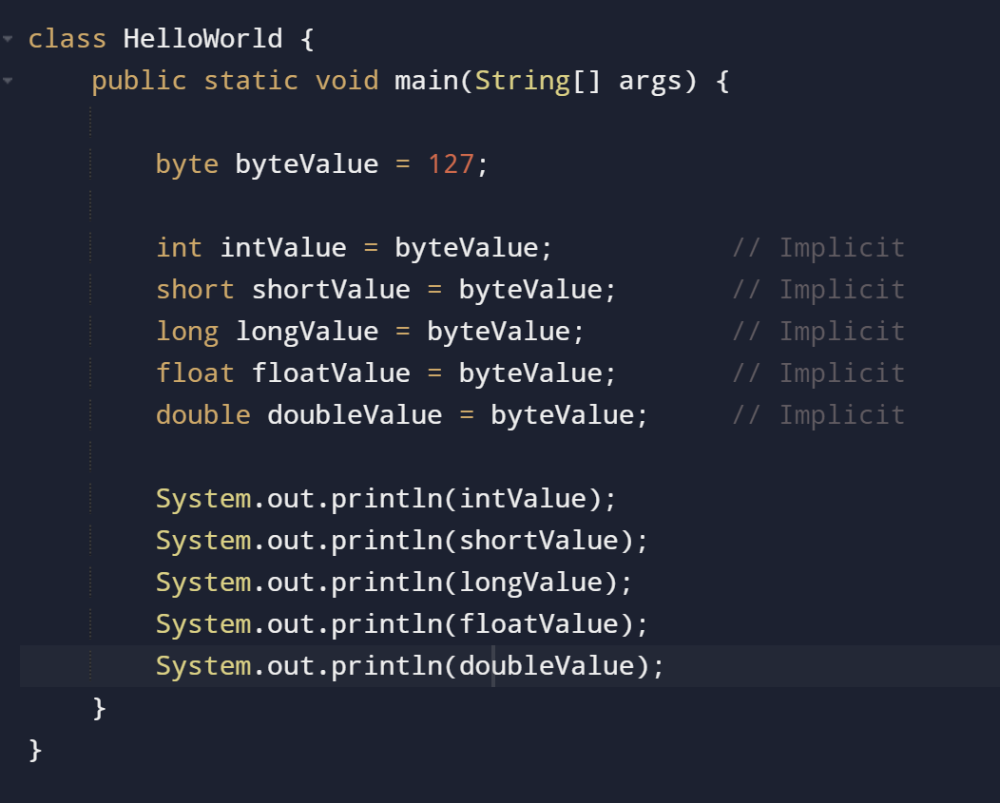 class HelloWorld {
    public static void main(String[] args) {

        byte byteValue = 127;

        int intValue = byteValue;           // Implicit
        short shortValue = byteValue;       // Implicit
        long longValue = byteValue;         // Implicit
        float floatValue = byteValue;       // Implicit
        double doubleValue = byteValue;     // Implicit

        System.out.println(intValue);
        System.out.println(shortValue);
        System.out.println(longValue);
        System.out.println(floatValue);
        System.out.println(doubleValue);
    }
}